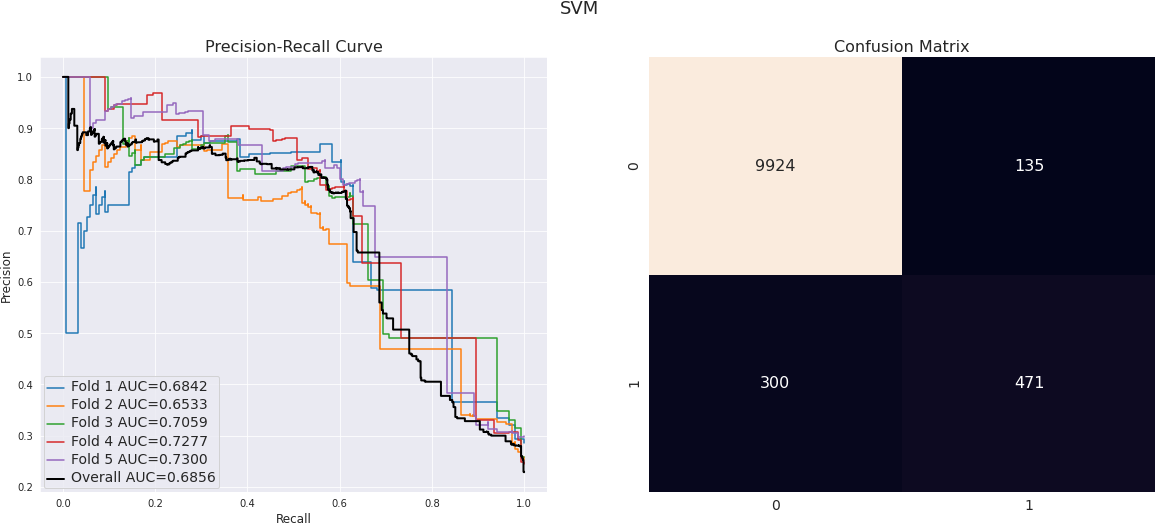 SVM
Precision-Recall Curve
1.0
0.9
0.8
0.7
0.6
0.5
0.4
0.3
0.2
Precision
Fold 1 AUC=0.6842
Fold 2 AUC=0.6533
Fold 3 AUC=0.7059
Fold 4 AUC=0.7277
Fold 5 AUC=0.7300
Overall AUC=0.6856
0.0 0.2 0.4 0.6 0.8 1.0
Recall
Confusion Matrix
0 9924 135
1 300 471
0 1